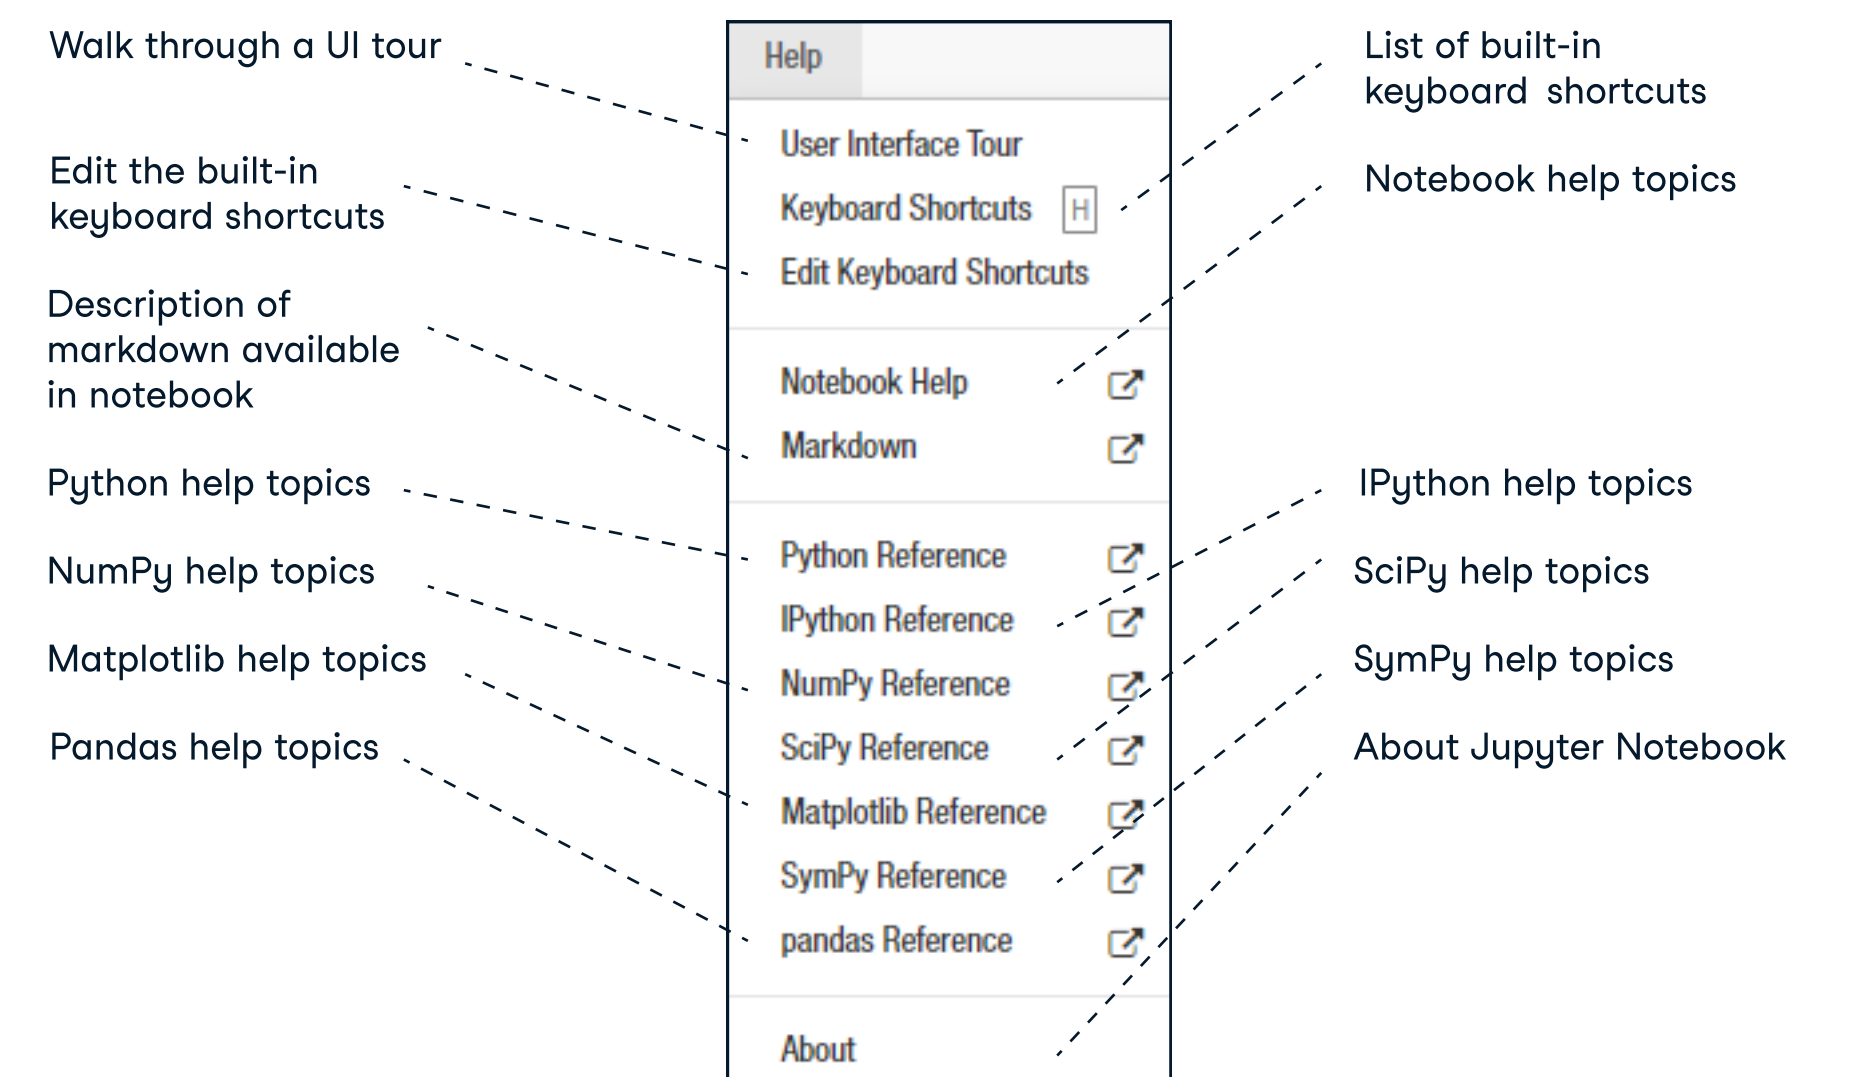 Walk through a UI tour
Edit the built-in
keyboard shortcuts
Description of
markdown available
in notebook
Python help topics
NumPy help topics
Matplotlib help topics
Pandas help topics
Help
User Interface Tour
Keyboard Shortcuts H
Edit Keyboard Shortcuts
Notebook Help
Markdown
Python Reference
IPython Reference
NumPy Reference
SciPy Reference
Matplotlib Reference
SymPy Reference
pandas Reference
About
List of built-in
keyboard shortcuts
Notebook help topics
IPython help topics
SciPy help topics
SymPy help topics
About Jupyter Notebook